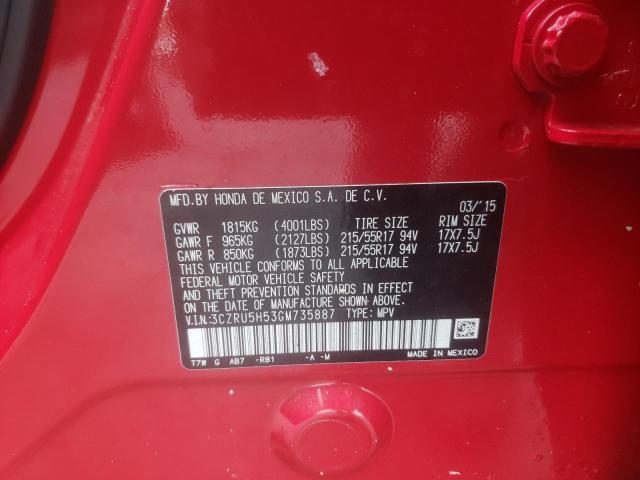 MFD.BY HONDA DE MEXICO S.A. DE C.V.
03/'15
GVWR 1815KG (4001LBS) TIRE SIZE RIM SIZE
GAWR F 965KG (2127LBS) 215/55R17 94V 17X7.5J
GAWR R 850KG (1873LBS) 215/55R17 94V 17X7.5J
THIS VEHICLE CONFORMS TO ALL APPLICABLE
FEDERAL MOTOR VEHICLE SAFETY
AND THEFT PREVENTION STANDARDS IN EFFECT
ON THE DATE OF MANUFACTURE SHOWN ABOVE.
V.I.N.:3CZRU5H53GM735887 TYPE: MPV
T7W G AB7 -R81 -A -M MADE IN MEXICO